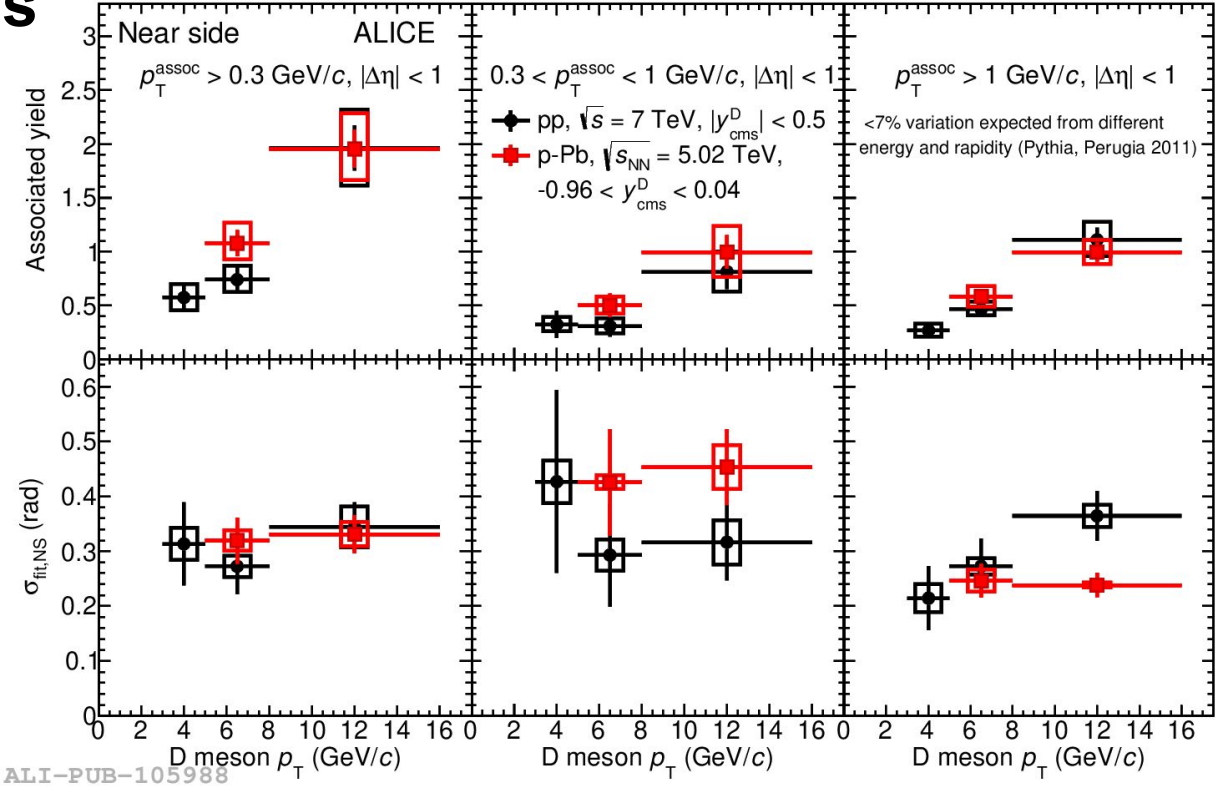 s
Near side ALICE
p_T^assoc > 0.3 GeV/c, |Δη| < 1
0.3 < p_T^assoc < 1 GeV/c, |Δη| < 1
p_T^assoc > 1 GeV/c, |Δη| < 1
pp, √s = 7 TeV, |y_cms^D| < 0.5
p-Pb, √s_NN = 5.02 TeV,
-0.96 < y_cms^D < 0.04
<7% variation expected from different
energy and rapidity (Pythia, Perugia 2011)
Associated yield
3
2.5
2
1.5
1
0.5
0
σ_fit,NS (rad)
0.6
0.5
0.4
0.3
0.2
0.1
0
2 4 6 8 10 12 14 16 0 2 4 6 8 10 12 14 16 0 2 4 6 8 10 12 14 16
D meson p_T (GeV/c) D meson p_T (GeV/c) D meson p_T (GeV/c)
ALI-PUB-105988